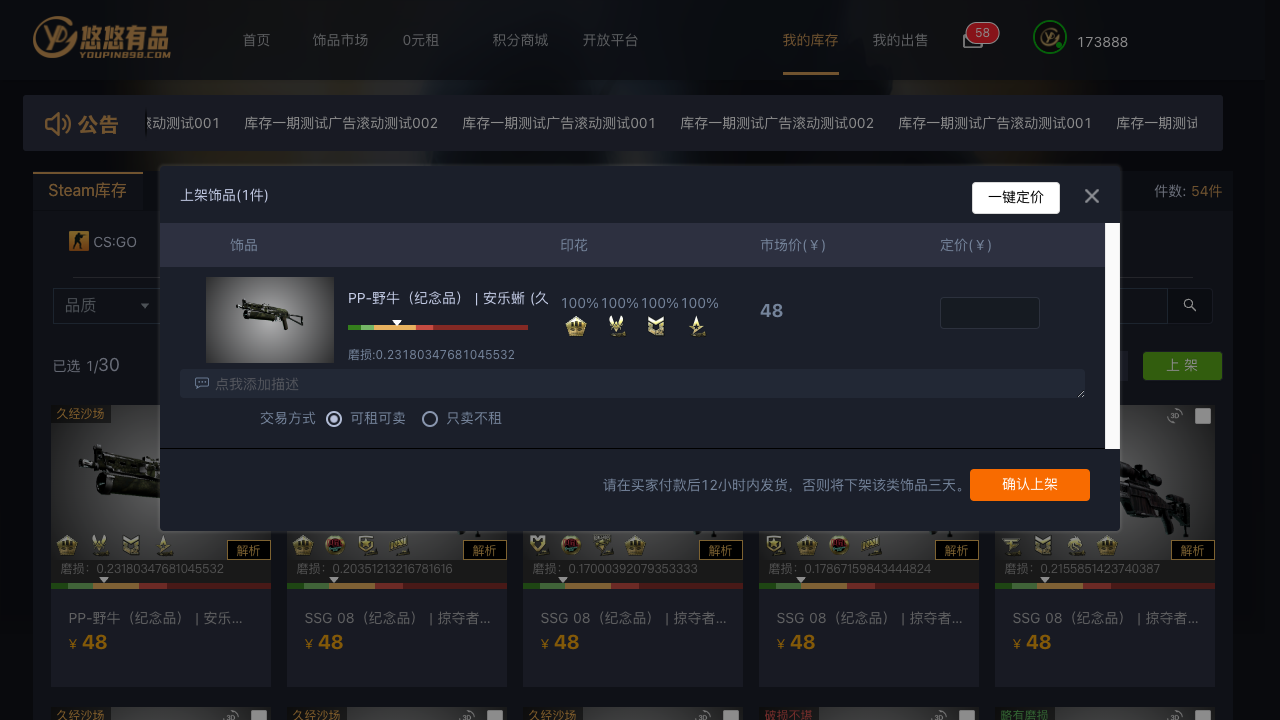 悠悠有品
YOUPIN898.COM
首页
饰品市场
0元租
积分商城
开放平台
我的库存
我的出售
58
173888
公告
滚动测试001
库存一期测试广告滚动测试002
库存一期测试广告滚动测试001
库存一期测试广告滚动测试002
库存一期测试广告滚动测试001
库存一期测试
Steam库存
件数: 54件
上架饰品(1件)
一键定价
CS:GO
饰品
印花
市场价(￥)
定价(￥)
品质
PP-野牛（纪念品） | 安乐蜥 (久
100%
100%
100%
100%
48
磨损:0.23180347681045532
已选 1/30
上 架
点我添加描述
交易方式
可租可卖
只卖不租
请在买家付款后12小时内发货，否则将下架该类饰品三天。
确认上架
久经沙场
3D
解析
解析
解析
解析
解析
磨损：0.23180347681045532
磨损：0.20351213216781616
磨损：0.17000392079353333
磨损：0.17867159843444824
磨损：0.2155851423740387
PP-野牛（纪念品） | 安乐...
SSG 08（纪念品） | 掠夺者...
SSG 08（纪念品） | 掠夺者...
SSG 08（纪念品） | 掠夺者...
SSG 08（纪念品） | 掠夺者...
￥48
￥48
￥48
￥48
￥48
久经沙场
3D
久经沙场
3D
久经沙场
3D
破损不堪
3D
略有磨损
3D